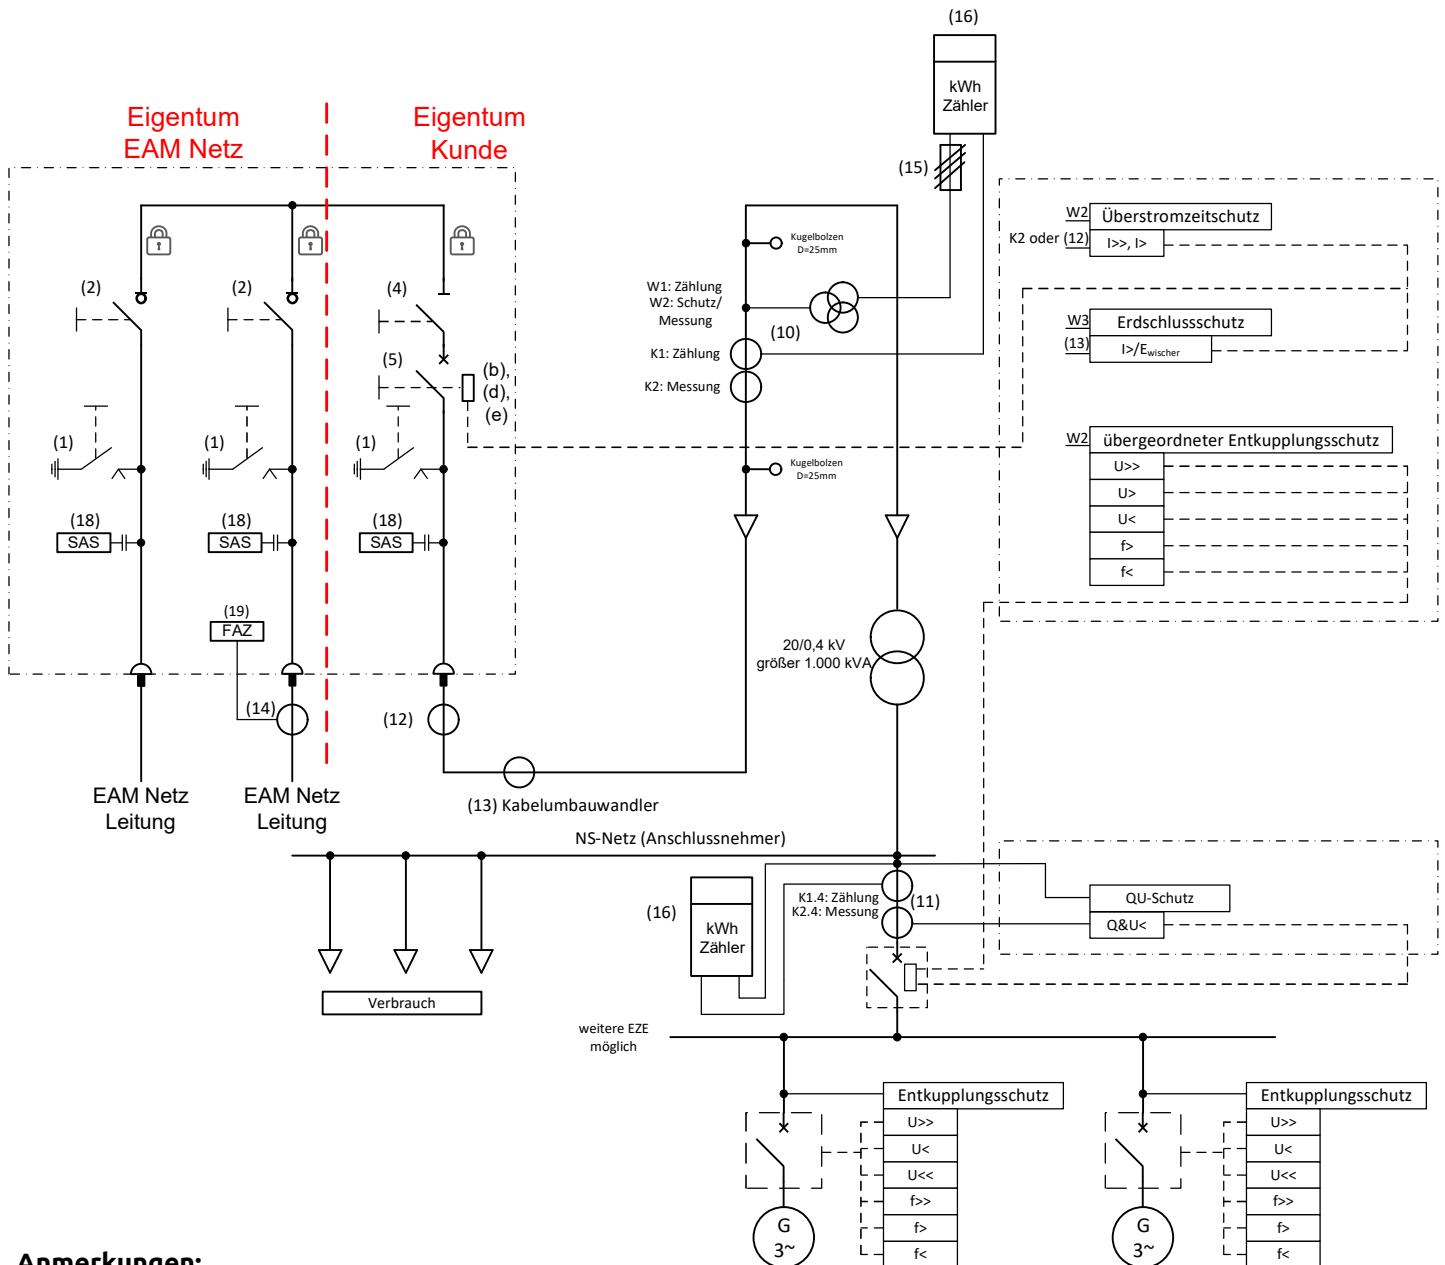 (16)
kWh
Zähler
(15)
Eigentum
EAM Netz
Eigentum
Kunde
(2)
(2)
(4)
(5)
(b),
(d),
(e)
(1)
(1)
(1)
(18)
SAS
(18)
SAS
(18)
SAS
(19)
FAZ
(14)
(12)
EAM Netz
Leitung
EAM Netz
Leitung
(13) Kabelumbauwandler
Kugelbolzen
D=25mm
W1: Zählung
W2: Schutz/
Messung
(10)
K1: Zählung
K2: Messung
Kugelbolzen
D=25mm
20/0,4 kV
größer 1.000 kVA
W2
Überstromzeitschutz
K2 oder (12)
I>>, I>
W3
Erdschlussschutz
(13)
I>/Ewischer
W2
übergeordneter Entkupplungsschutz
U>>
U>
U<
f>
f<
NS-Netz (Anschlussnehmer)
Verbrauch
(16)
kWh
Zähler
K1.4: Zählung
K2.4: Messung
(11)
QU-Schutz
Q&U<
weitere EZE
möglich
Entkupplungsschutz
U>>
U<
U<<
f>>
f>
f<
G
3~
Entkupplungsschutz
U>>
U<
U<<
f>>
f>
f<
G
3~
Anmerkungen: